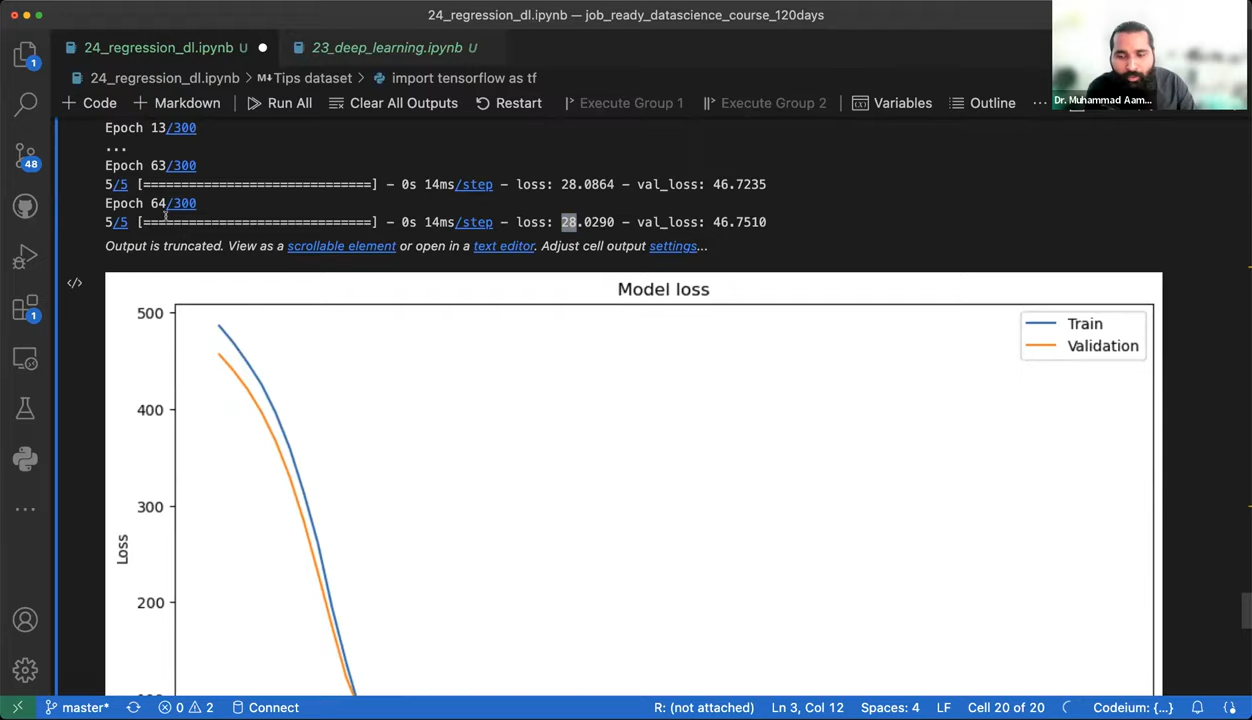 24_regression_dl.ipynb — job_ready_datascience_course_120days
24_regression_dl.ipynb U 23_deep_learning.ipynb U
24_regression_dl.ipynb > M↓Tips dataset > import tensorflow as tf
+ Code + Markdown Run All Clear All Outputs Restart Execute Group 1 Execute Group 2 Variables Outline ...
Dr. Muhammad Aam...
Epoch 13/300
...
Epoch 63/300
5/5 [==============================] - 0s 14ms/step - loss: 28.0864 - val_loss: 46.7235
Epoch 64/300
5/5 [==============================] - 0s 14ms/step - loss: 28.0290 - val_loss: 46.7510
Output is truncated. View as a scrollable element or open in a text editor. Adjust cell output settings...
</>
Model loss
500
Train
Validation
400
300
Loss
200
1
48
1
master* 0 2 Connect R: (not attached) Ln 3, Col 12 Spaces: 4 LF Cell 20 of 20 Codeium: {...}